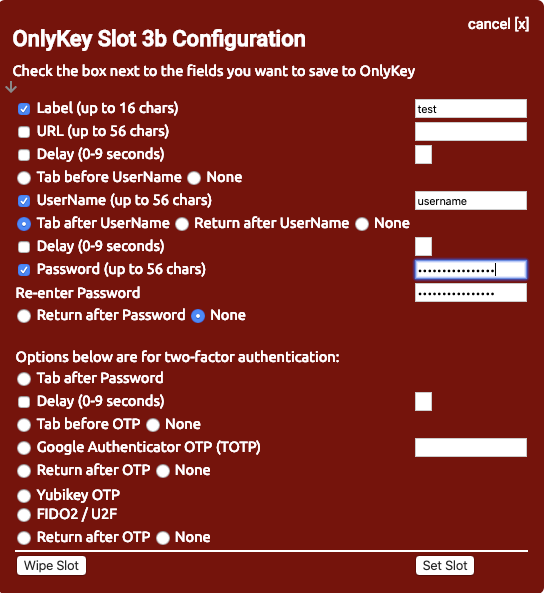 cancel [x]
OnlyKey Slot 3b Configuration
Check the box next to the fields you want to save to OnlyKey
Label (up to 16 chars) test
URL (up to 56 chars)
Delay (0-9 seconds)
Tab before UserName None
UserName (up to 56 chars) username
Tab after UserName Return after UserName None
Delay (0-9 seconds)
Password (up to 56 chars) ••••••••••••••••
Re-enter Password ••••••••••••••••
Return after Password None
Options below are for two-factor authentication:
Tab after Password
Delay (0-9 seconds)
Tab before OTP None
Google Authenticator OTP (TOTP)
Return after OTP None
Yubikey OTP
FIDO2 / U2F
Return after OTP None
Wipe Slot Set Slot